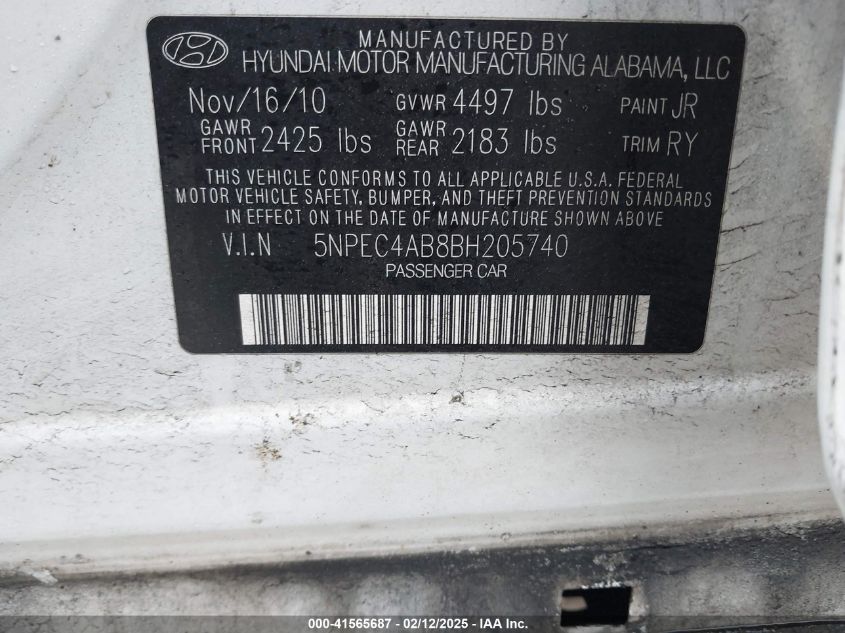 MANUFACTURED BY
HYUNDAI MOTOR MANUFACTURING ALABAMA, LLC
Nov/16/10 GVWR 4497 lbs PAINT JR
GAWR FRONT 2425 lbs GAWR REAR 2183 lbs TRIM RY
THIS VEHICLE CONFORMS TO ALL APPLICABLE U.S.A. FEDERAL
MOTOR VEHICLE SAFETY, BUMPER, AND THEFT PREVENTION STANDARDS
IN EFFECT ON THE DATE OF MANUFACTURE SHOWN ABOVE
V.I.N 5NPEC4AB8BH205740
PASSENGER CAR
000-41565687 - 02/12/2025 - IAA Inc.